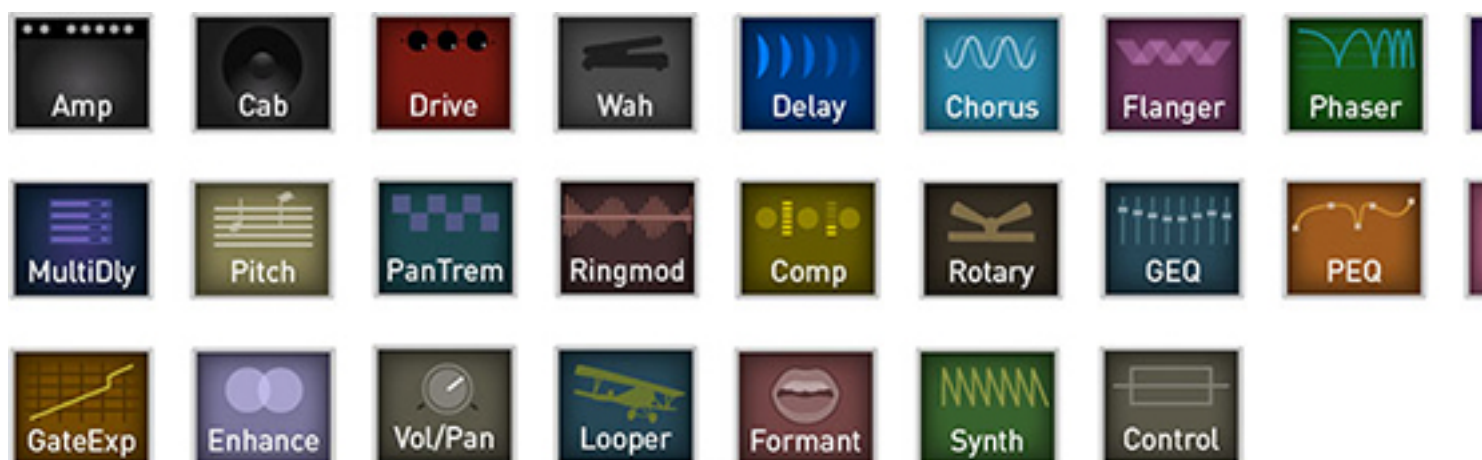 Amp Cab Drive Wah Delay Chorus Flanger Phaser
MultiDly Pitch PanTrem Ringmod Comp Rotary GEQ PEQ
GateExp Enhance Vol/Pan Looper Formant Synth Control